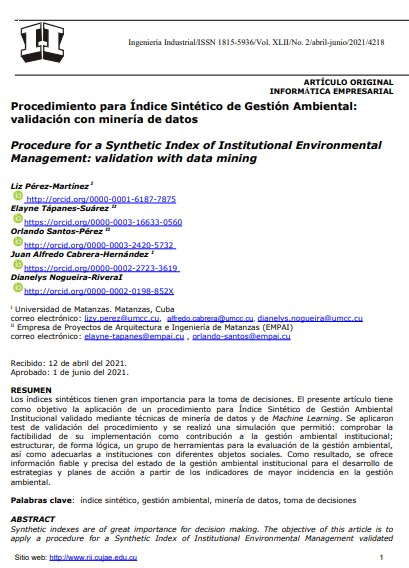 Ingeniería Industrial/ISSN 1815-5936/Vol. XLII/No. 2/abril-junio/2021/4218
ARTÍCULO ORIGINAL
INFORMÁTICA EMPRESARIAL
Procedimiento para Índice Sintético de Gestión Ambiental:
validación con minería de datos
Procedure for a Synthetic Index of Institutional Environmental
Management: validation with data mining
Liz Pérez-Martínez I
iD http://orcid.org/0000-0001-6187-7875
Elayne Tápanes-Suárez II
iD https://orcid.org/0000-0003-16633-0560
Orlando Santos-Pérez II
iD https://orcid.org/0000-0003-2420-5732
Juan Alfredo Cabrera-Hernández I
iD https://orcid.org/0000-0002-2723-3619
Dianelys Nogueira-RiveraI
iD http://orcid.org/0000-0002-0198-852X
I Universidad de Matanzas. Matanzas, Cuba
correo electrónico: lizy.perez@umcc.cu, alfredo.cabrera@umcc.cu, dianelys.nogueira@umcc.cu
II Empresa de Proyectos de Arquitectura e Ingeniería de Matanzas (EMPAI)
correo electrónico: elayne-tapanes@empai.cu , orlando-santos@empai.cu
Recibido: 12 de abril del 2021.
Aprobado: 1 de junio del 2021.
RESUMEN
Los índices sintéticos tienen gran importancia para la toma de decisiones. El presente artículo tiene
como objetivo la aplicación de un procedimiento para Índice Sintético de Gestión Ambiental
Institucional validado mediante técnicas de minería de datos y de Machine Learning. Se aplicaron
test de validación del procedimiento y se realizó una simulación que permitió: comprobar la
factibilidad de su implementación como contribución a la gestión ambiental institucional;
estructurar, de forma lógica, un grupo de herramientas para la evaluación de la gestión ambiental,
así como adecuarlas a instituciones con diferentes objetos sociales. Como resultado, se ofrece
información fiable y precisa del estado de la gestión ambiental institucional para el desarrollo de
estrategias y planes de acción a partir de los indicadores de mayor incidencia en la gestión
ambiental.
Palabras clave: índice sintético, gestión ambiental, minería de datos, toma de decisiones
ABSTRACT
Synthetic indexes are of great importance for decision making. The objective of this article is to
apply a procedure for a Synthetic Index of Institutional Environmental Management validated
Sitio web: http://www.rii.cujae.edu.cu 1